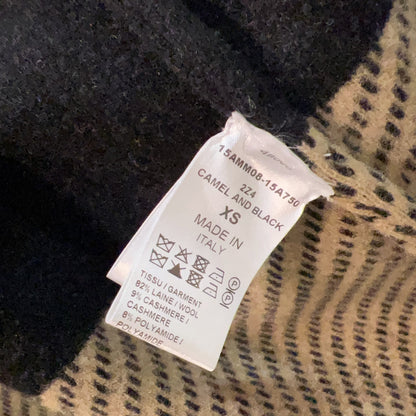 15AMM08-15A750
2Z4
CAMEL AND BLACK
XS
MADE IN
ITALY
TISSU / GARMENT
82% LAINE / WOOL
9% CASHMERE /
CASHMERE
8% POLYAMIDE /
POLYAMIDE